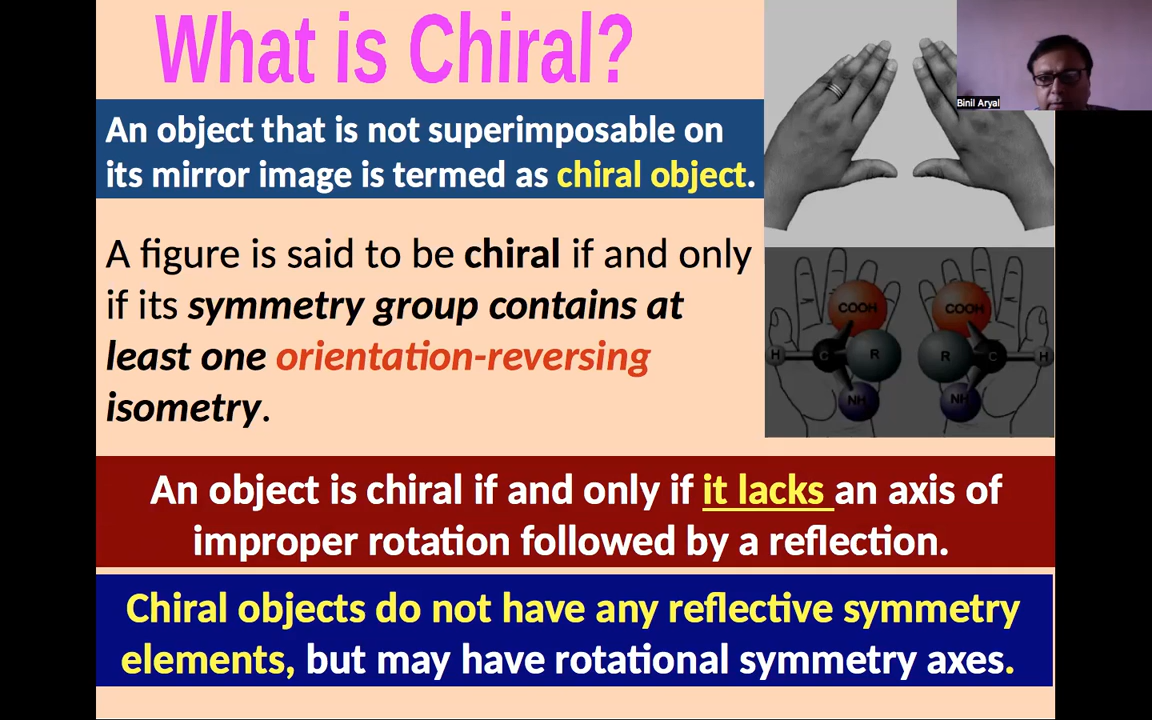 What is Chiral?
Binil Aryal
An object that is not superimposable on
its mirror image is termed as chiral object.
A figure is said to be chiral if and only
if its symmetry group contains at
least one orientation-reversing
isometry.
COOH COOH
H C R R C H
NH NH
An object is chiral if and only if it lacks an axis of
improper rotation followed by a reflection.
Chiral objects do not have any reflective symmetry
elements, but may have rotational symmetry axes.